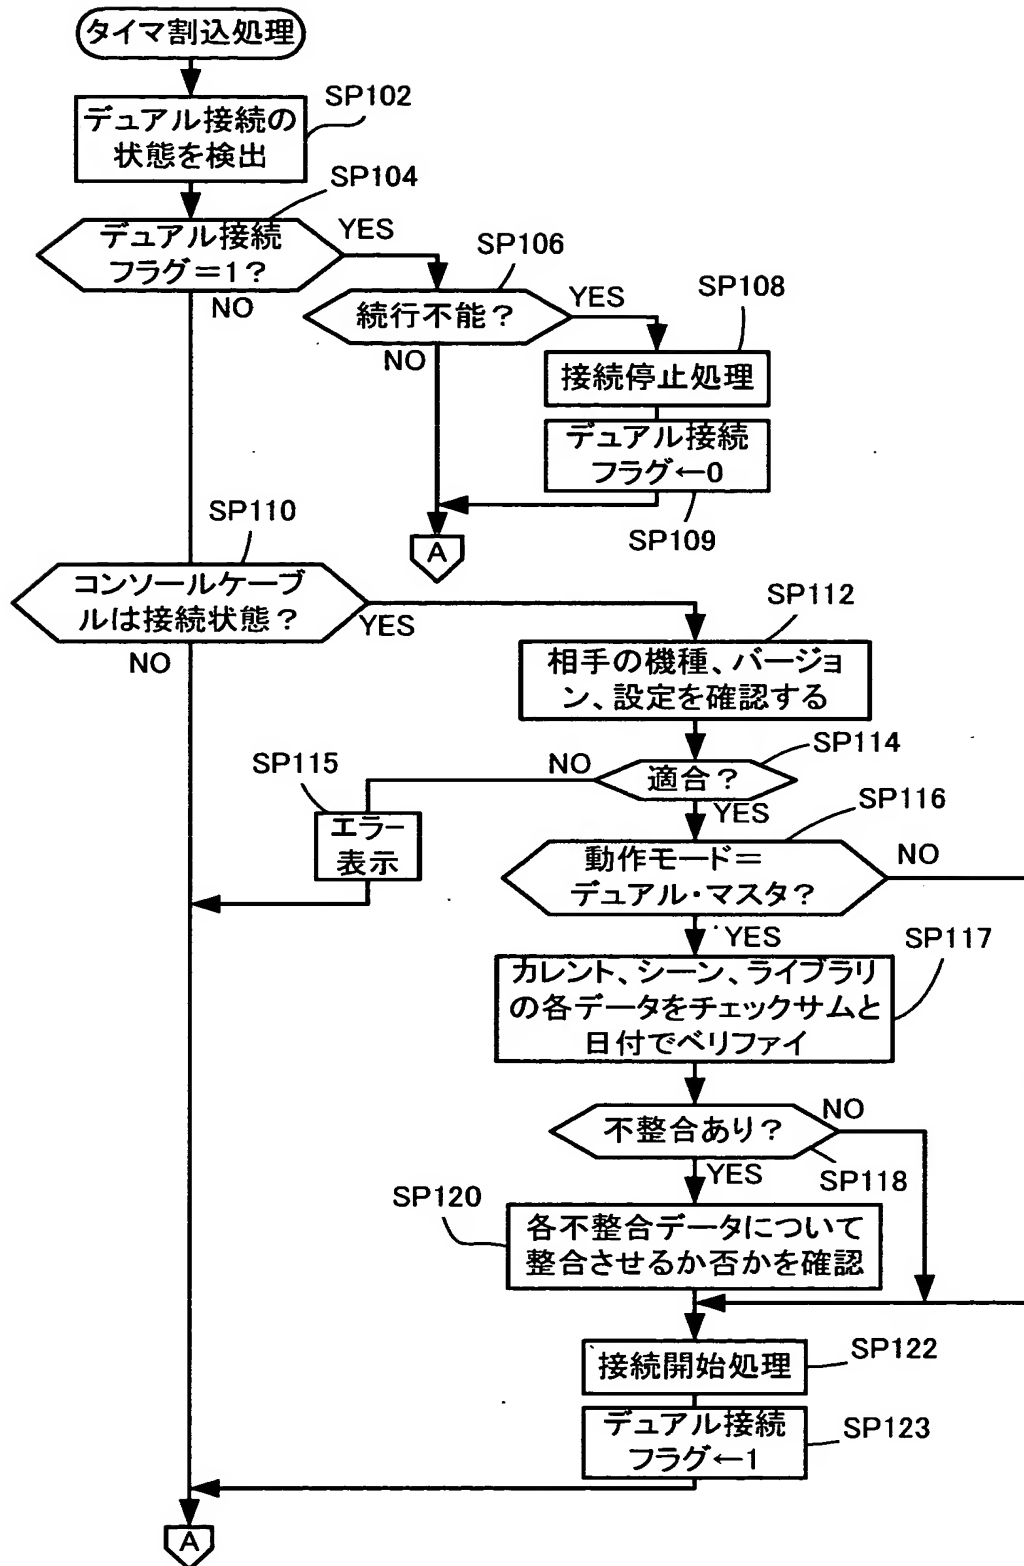 タイマ割込処理
SP102
デュアル接続の
状態を検出
SP104
デュアル接続
フラグ=1?
YES
NO
SP106
続行不能?
YES
NO
SP108
接続停止処理
デュアル接続
フラグ←0
SP109
A
SP110
コンソールケーブ
ルは接続状態?
YES
NO
SP112
相手の機種、バージョ
ン、設定を確認する
SP114
適合?
NO
YES
SP115
エラー
表示
SP116
動作モード=
デュアル・マスタ?
NO
YES
SP117
カレント、シーン、ライブラリ
の各データをチェックサムと
日付でベリファイ
不整合あり?
NO
YES
SP118
SP120
各不整合データについて
整合させるか否かを確認
接続開始処理
SP122
デュアル接続
フラグ←1
SP123
A